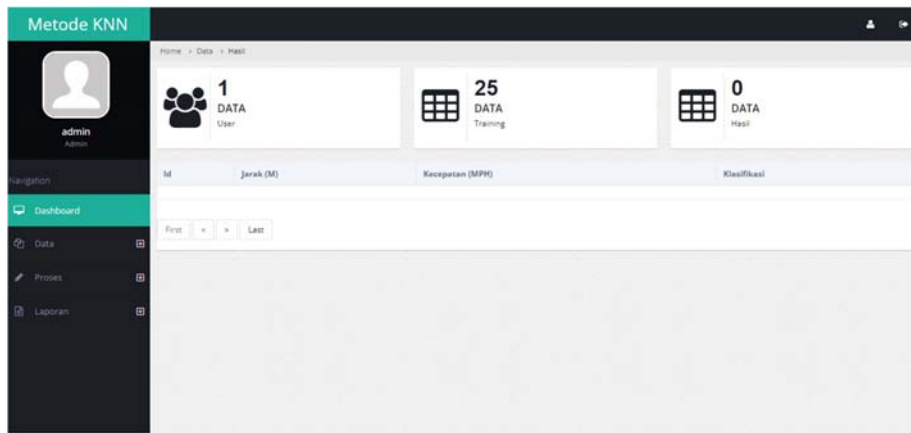 Metode KNN
admin
Admin
Navigation
Dashboard
Data
Proses
Laporan
Home > Data > Hasil
1
DATA
User
25
DATA
Training
0
DATA
Hasil
Id Jarak (M) Kecepatan (MPH) Klasifikasi
First « » Last